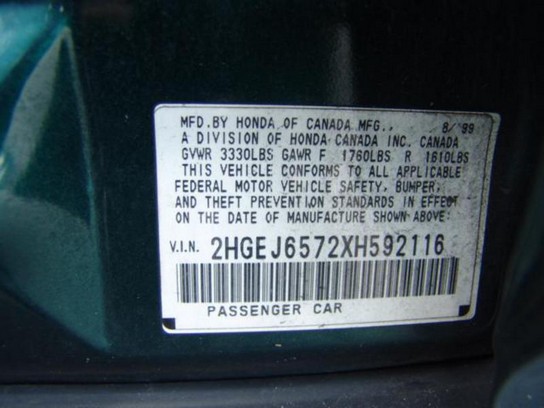 MFD.BY HONDA OF CANADA MFG., 8/'99
A DIVISION OF HONDA CANADA INC. CANADA
GVWR 3330LBS GAWR F 1760LBS R 1610LBS
THIS VEHICLE CONFORMS TO ALL APPLICABLE
FEDERAL MOTOR VEHICLE SAFETY, BUMPER,
AND THEFT PREVENTION STANDARDS IN EFFECT
ON THE DATE OF MANUFACTURE SHOWN ABOVE:
V.I.N. 2HGEJ6572XH592116
PASSENGER CAR